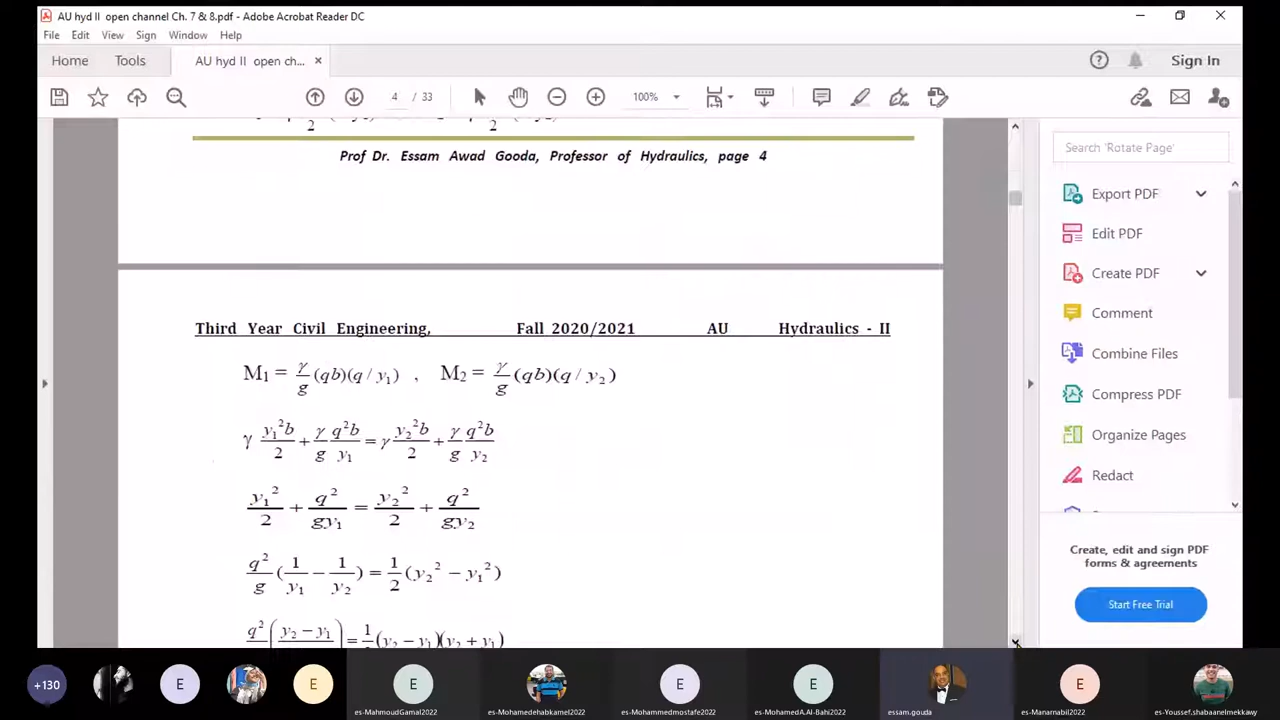 AU hyd II open channel Ch. 7 & 8.pdf - Adobe Acrobat Reader DC
File Edit View Sign Window Help
Home Tools AU hyd II open ch... × Sign In
4 / 33 100%
Prof Dr. Essam Awad Gooda, Professor of Hydraulics, page 4
Third Year Civil Engineering, Fall 2020/2021 AU Hydraulics - II
M₁ = γ/g (qb)(q / y₁) , M₂ = γ/g (qb)(q / y₂)
γ y₁²b/2 + γ/g q²b/y₁ = γ y₂²b/2 + γ/g q²b/y₂
y₁²/2 + q²/gy₁ = y₂²/2 + q²/gy₂
q²/g (1/y₁ − 1/y₂) = 1/2 (y₂² − y₁²)
Search 'Rotate Page'
Export PDF
Edit PDF
Create PDF
Comment
Combine Files
Compress PDF
Organize Pages
Redact
Create, edit and sign PDF
forms & agreements
Start Free Trial
+130 E E E E E E
es-MahmoudGamal2022 es-Mohamedehabkamel2022 es-Mohammedmostafe2022 es-MohamedA.Al-Bahi2022 essam.gouda es-Manarnabil2022 es-Youssef.shabaanelmekkawy